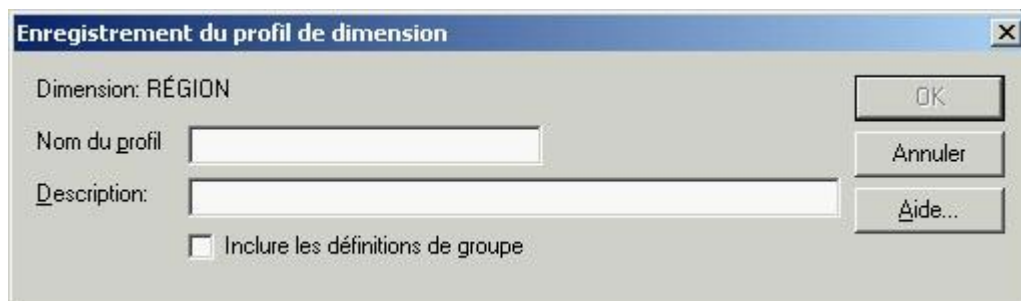 Enregistrement du profil de dimension
Dimension: RÉGION
OK
Nom du profil
Annuler
Description:
Aide...
Inclure les définitions de groupe